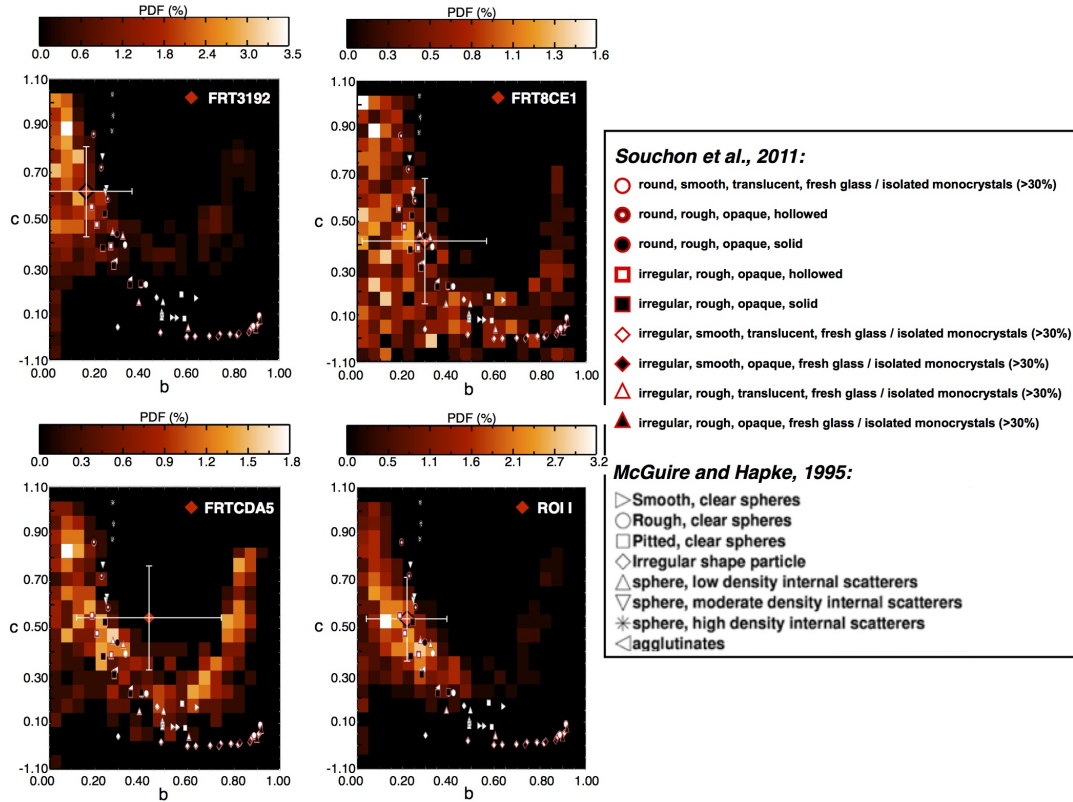 PDF (%)
0.0 0.6 1.2 1.8 2.4 3.0 3.5
PDF (%)
0.0 0.3 0.6 1.0 1.3 1.6
FRT3192
1.10
0.90
0.70
0.50
0.30
0.10
-1.10
c
0.00 0.20 0.40 0.60 0.80 1.00
b
FRT8CE1
1.10
0.90
0.70
0.50
0.30
0.10
-1.10
c
0.00 0.20 0.40 0.60 0.80 1.00
b
PDF (%)
0.0 0.3 0.6 0.9 1.2 1.5 1.8
PDF (%)
0.0 0.5 1.1 1.6 2.1 2.7 3.2
FRTCDA5
1.10
0.90
0.70
0.50
0.30
0.10
-1.10
c
0.00 0.20 0.40 0.60 0.80 1.00
b
ROI I
1.10
0.90
0.70
0.50
0.30
0.10
-1.10
c
0.00 0.20 0.40 0.60 0.80 1.00
b
Souchon et al., 2011:
round, smooth, translucent, fresh glass / isolated monocrystals (>30%)
round, rough, opaque, hollowed
round, rough, opaque, solid
irregular, rough, opaque, hollowed
irregular, rough, opaque, solid
irregular, smooth, translucent, fresh glass / isolated monocrystals (>30%)
irregular, smooth, opaque, fresh glass / isolated monocrystals (>30%)
irregular, rough, translucent, fresh glass / isolated monocrystals (>30%)
irregular, rough, opaque, fresh glass / isolated monocrystals (>30%)
McGuire and Hapke, 1995:
Smooth, clear spheres
Rough, clear spheres
Pitted, clear spheres
Irregular shape particle
sphere, low density internal scatterers
sphere, moderate density internal scatterers
sphere, high density internal scatterers
agglutinates